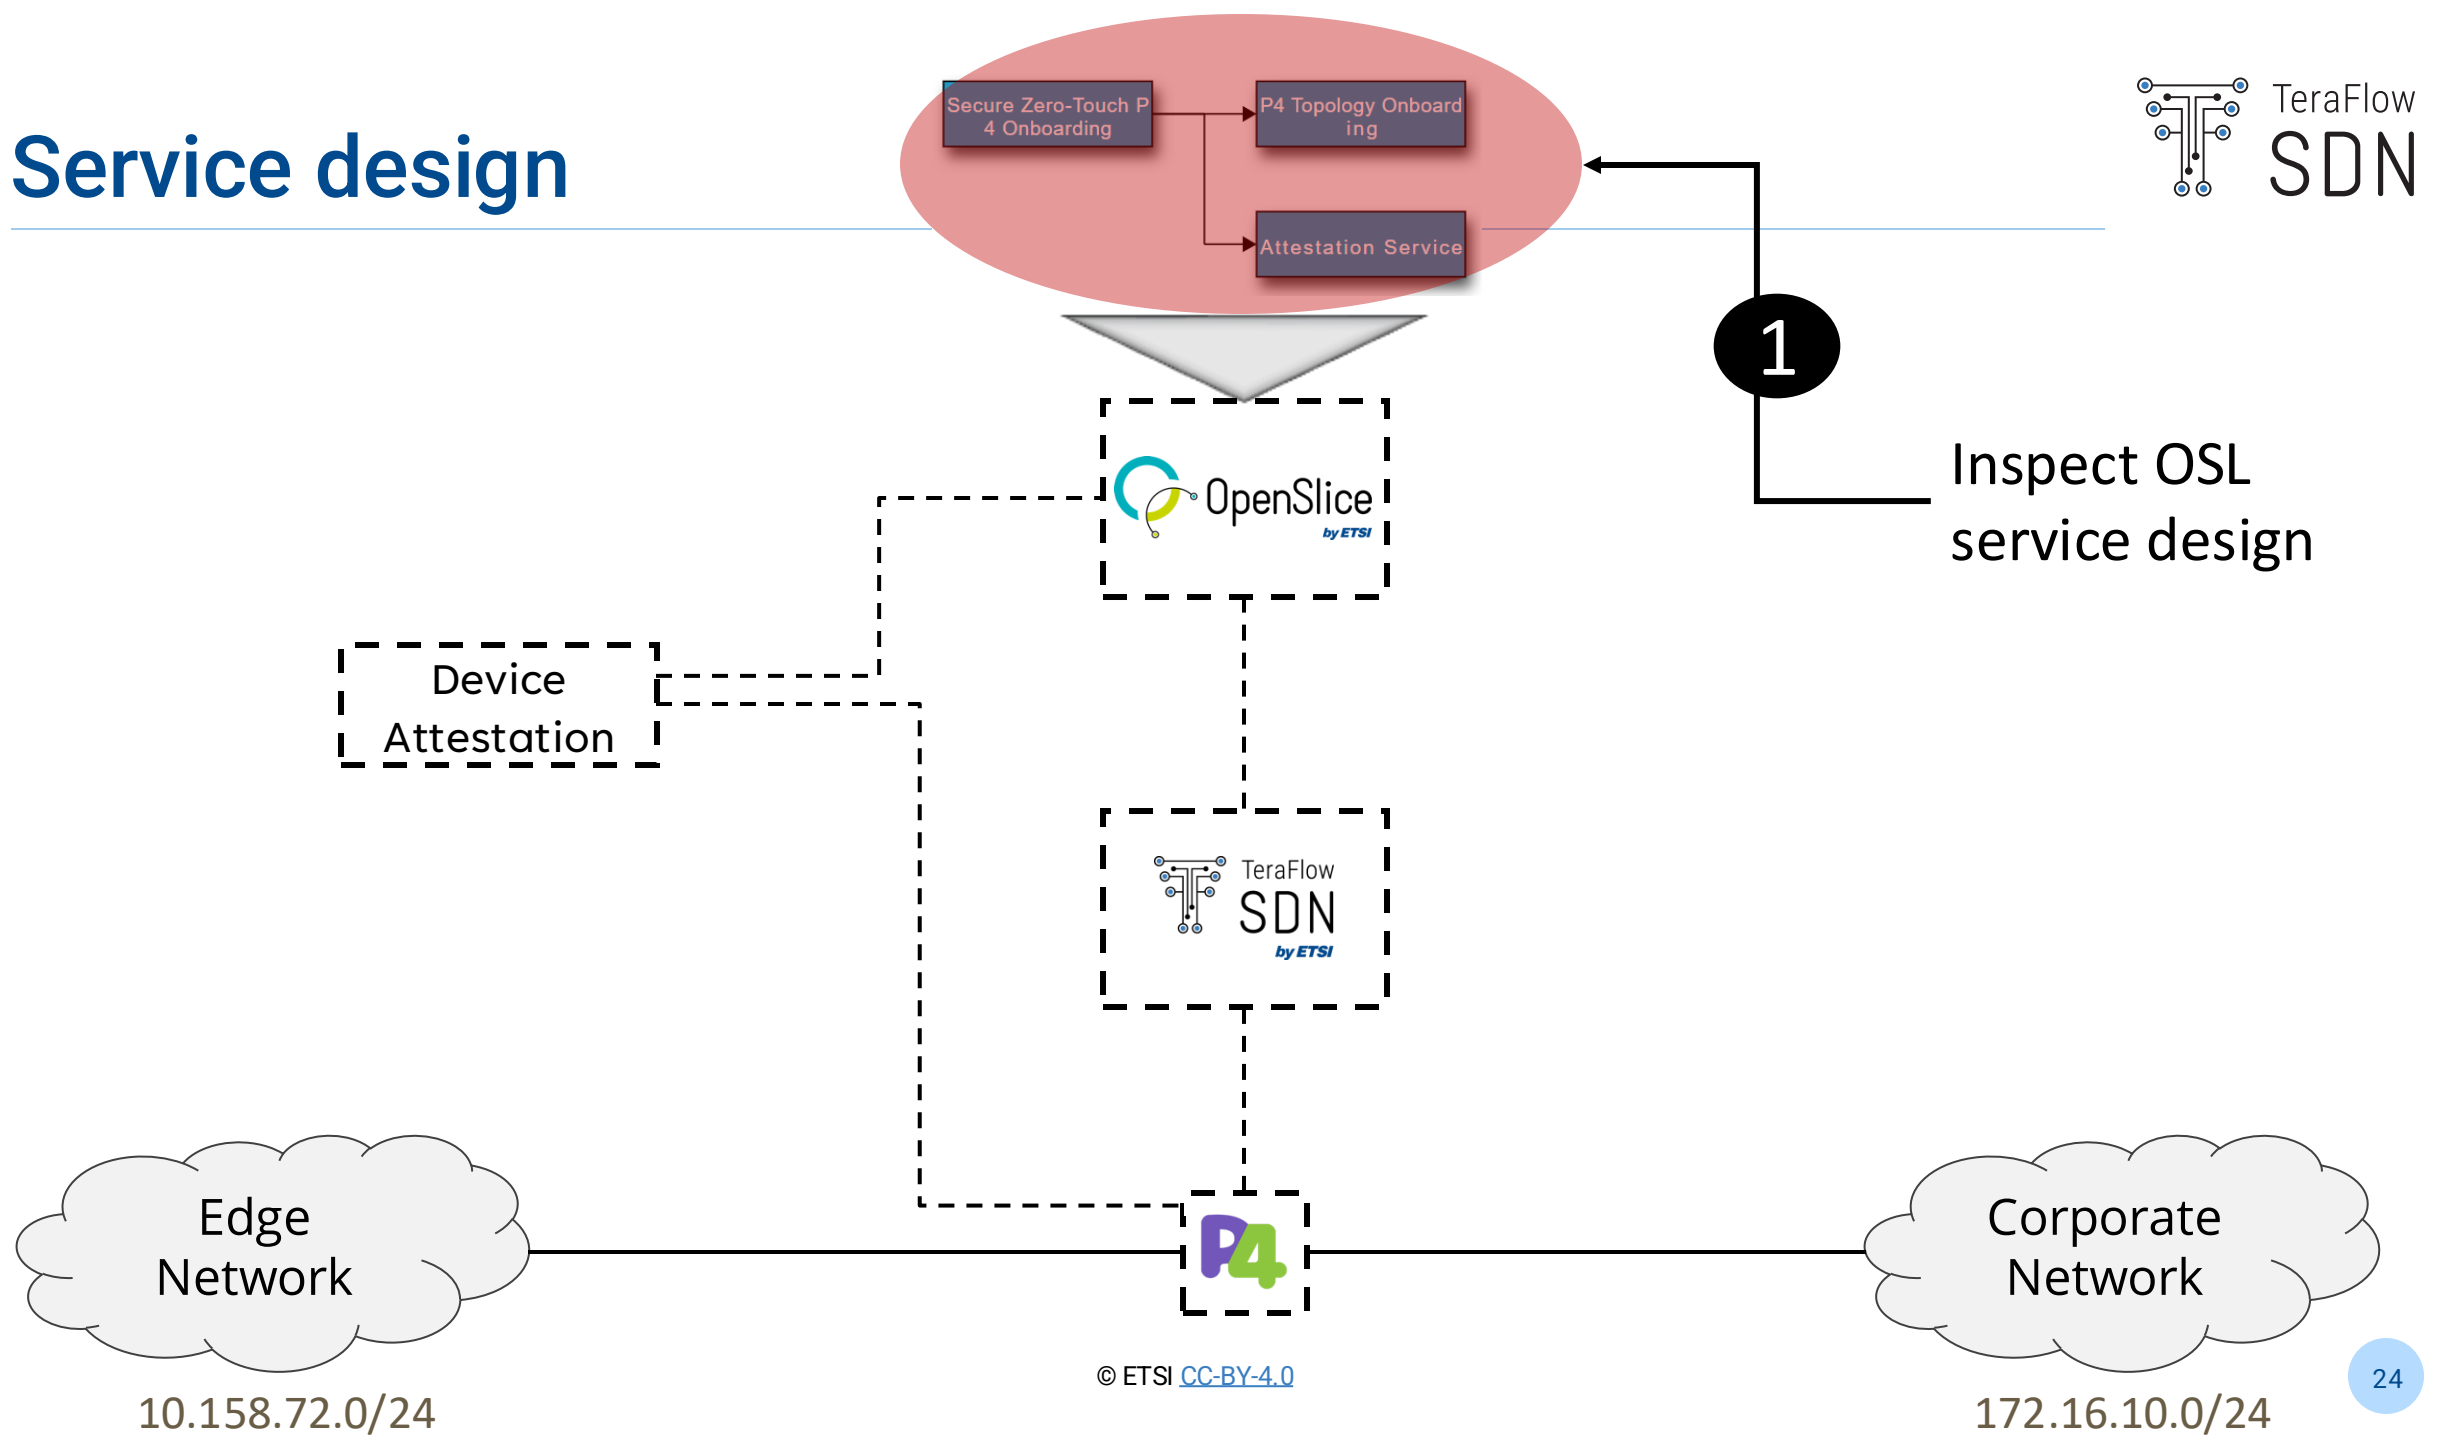 Service design
Secure Zero-Touch P
4 Onboarding
P4 Topology Onboard
ing
Attestation Service
TeraFlow
SDN
1
Inspect OSL
service design
OpenSlice
by ETSI
Device
Attestation
TeraFlow
SDN
by ETSI
Edge
Network
P4
Corporate
Network
© ETSI CC-BY-4.0
24
10.158.72.0/24
172.16.10.0/24